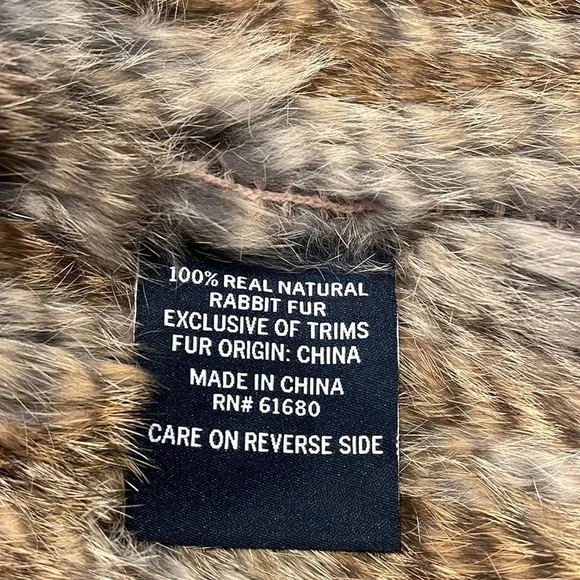 100% REAL NATURAL
RABBIT FUR
EXCLUSIVE OF TRIMS
FUR ORIGIN: CHINA
MADE IN CHINA
RN# 61680
CARE ON REVERSE SIDE